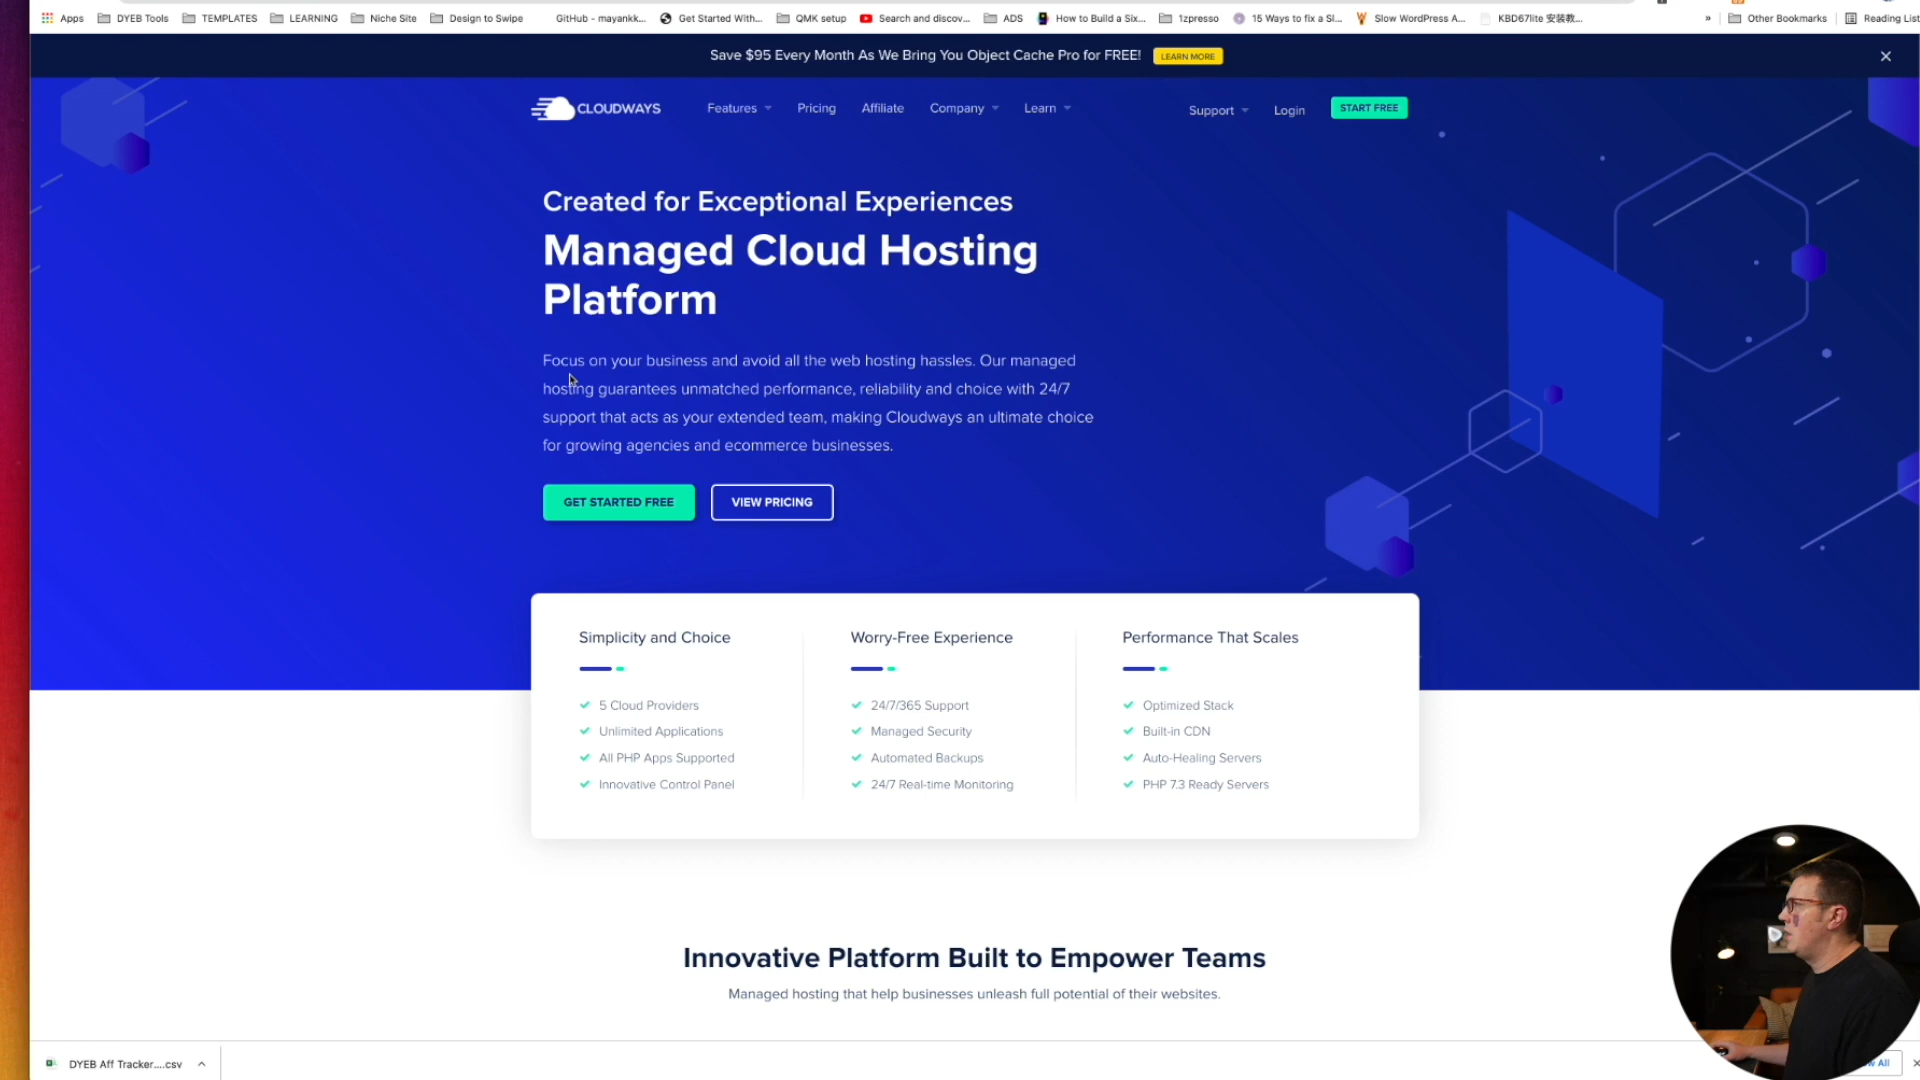 Apps DYEB Tools TEMPLATES LEARNING Niche Site Design to Swipe GitHub - mayankk... Get Started With... QMK setup Search and discov... ADS How to Build a Six... 1zpresso 15 Ways to fix a Sl... Slow WordPress A... KBD67lite 安装教... » Other Bookmarks Reading List
Save $95 Every Month As We Bring You Object Cache Pro for FREE! LEARN MORE
CLOUDWAYS Features Pricing Affiliate Company Learn Support Login START FREE
Created for Exceptional Experiences
Managed Cloud Hosting
Platform
Focus on your business and avoid all the web hosting hassles. Our managed
hosting guarantees unmatched performance, reliability and choice with 24/7
support that acts as your extended team, making Cloudways an ultimate choice
for growing agencies and ecommerce businesses.
GET STARTED FREE VIEW PRICING
Simplicity and Choice
5 Cloud Providers
Unlimited Applications
All PHP Apps Supported
Innovative Control Panel
Worry-Free Experience
24/7/365 Support
Managed Security
Automated Backups
24/7 Real-time Monitoring
Performance That Scales
Optimized Stack
Built-in CDN
Auto-Healing Servers
PHP 7.3 Ready Servers
Innovative Platform Built to Empower Teams
Managed hosting that help businesses unleash full potential of their websites.
DYEB Aff Tracker....csv All